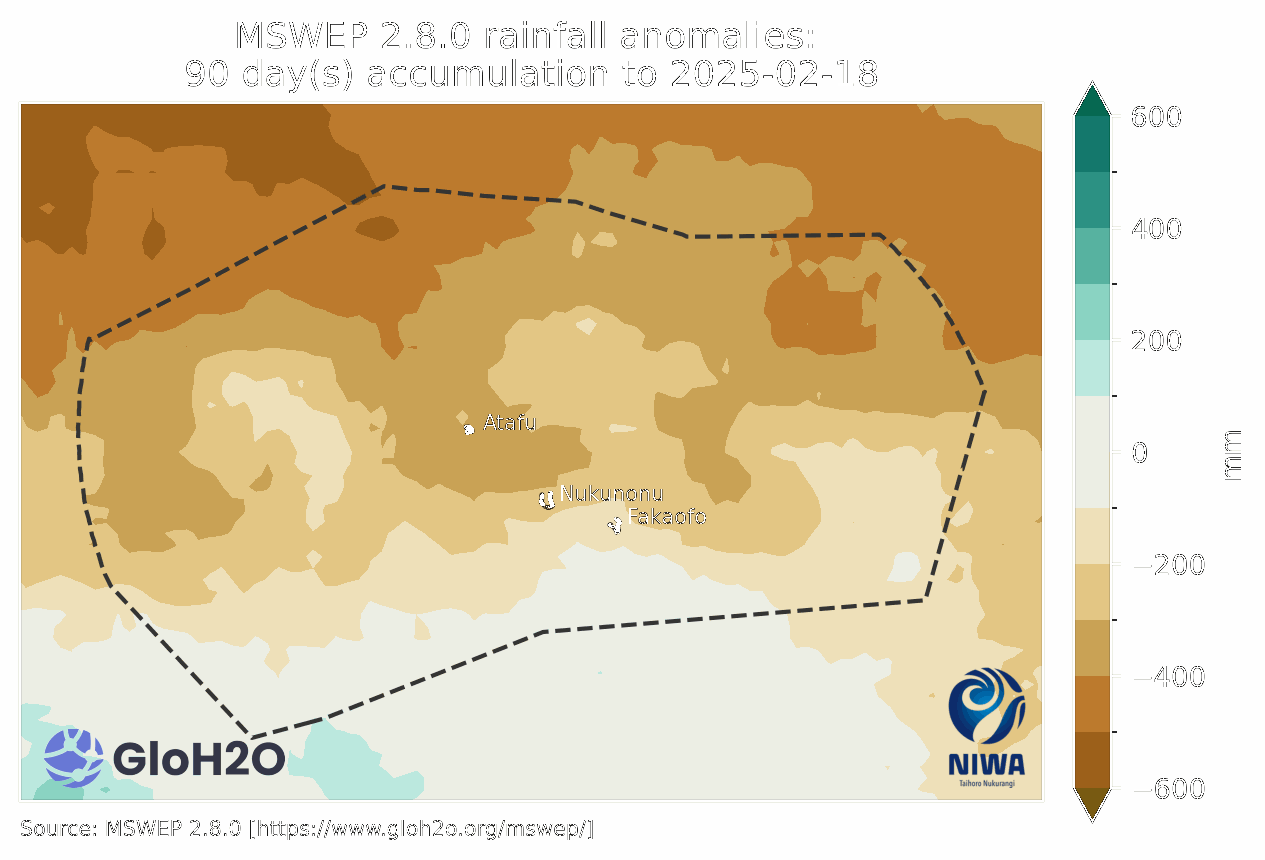 MSWEP 2.8.0 rainfall anomalies:
90 day(s) accumulation to 2025-02-18
600
400
200
0
−200
−400
−600
mm
Atafu
Nukunonu
Fakaofo
GloH2O
NIWA
Taihoro Nukurangi
Source: MSWEP 2.8.0 [https://www.gloh2o.org/mswep/]